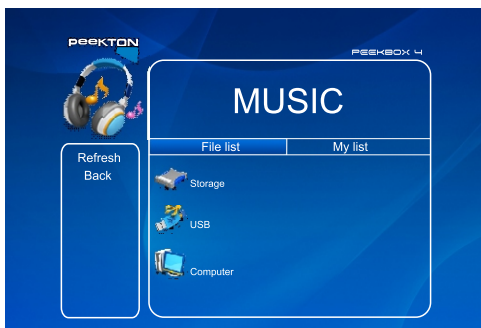 PEEKTON
PEEKBOX 4
MUSIC
File list
My list
Refresh
Back
Storage
USB
Computer